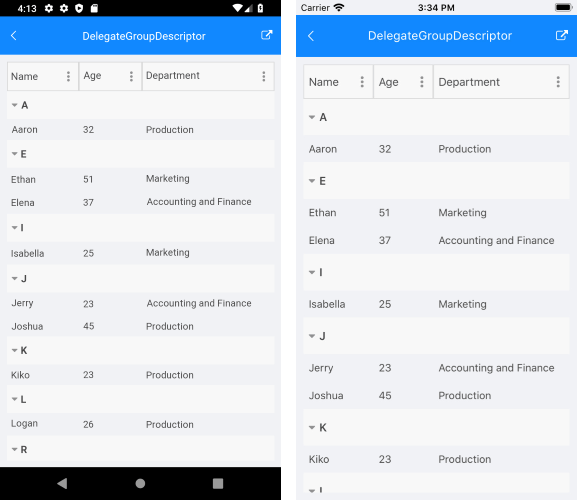 4:13
DelegateGroupDescriptor
Name Age Department
A
Aaron 32 Production
E
Ethan 51 Marketing
Elena 37 Accounting and Finance
I
Isabella 25 Marketing
J
Jerry 23 Accounting and Finance
Joshua 45 Production
K
Kiko 23 Production
L
Logan 26 Production
R
Carrier 3:34 PM
DelegateGroupDescriptor
Name Age Department
A
Aaron 32 Production
E
Ethan 51 Marketing
Elena 37 Accounting and Finance
I
Isabella 25 Marketing
J
Jerry 23 Accounting and Finance
Joshua 45 Production
K
Kiko 23 Production